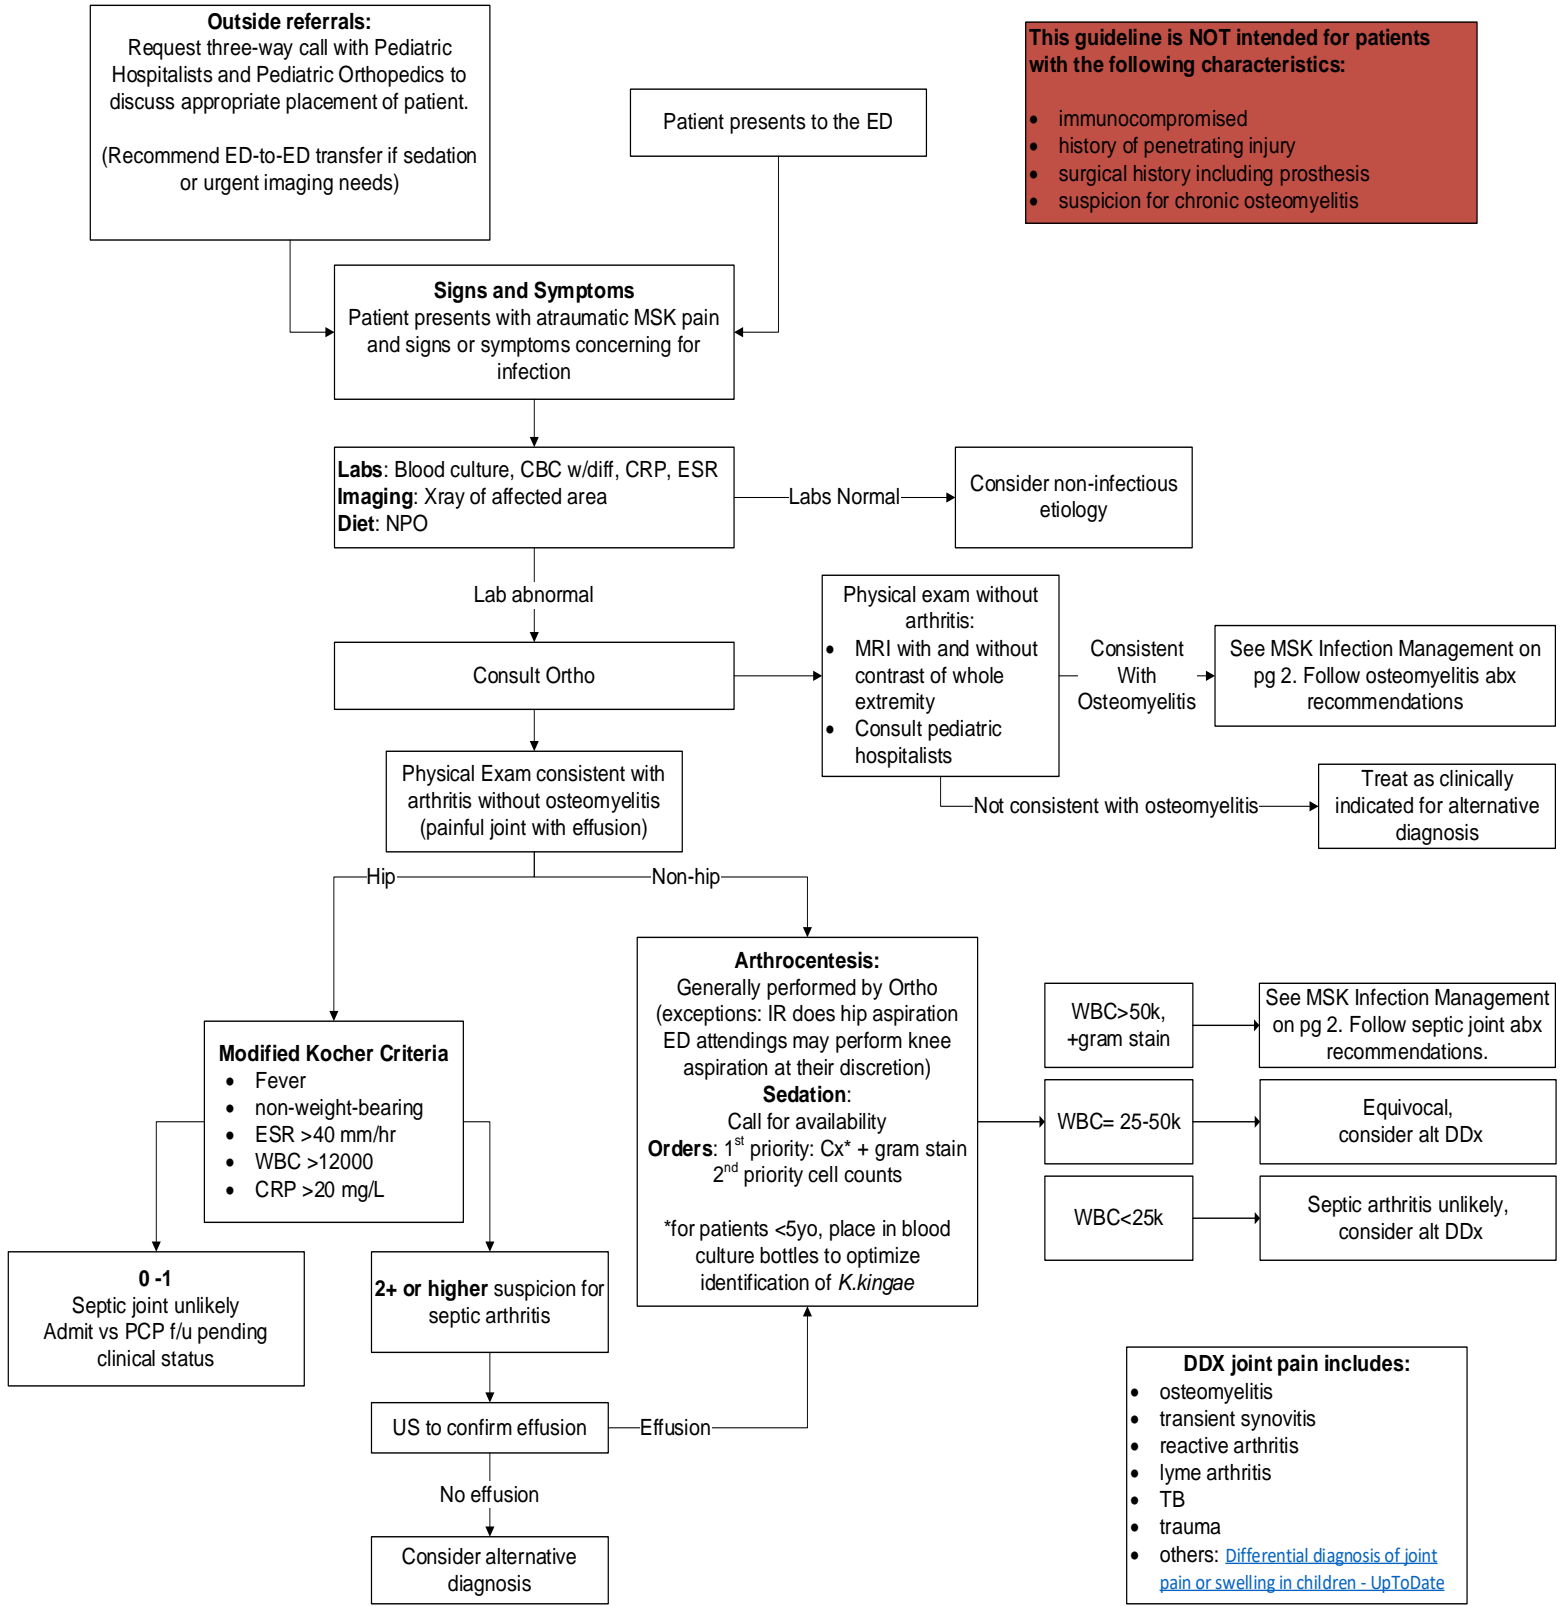 Outside referrals:
Request three-way call with Pediatric
Hospitalists and Pediatric Orthopedics to
discuss appropriate placement of patient.
(Recommend ED-to-ED transfer if sedation
or urgent imaging needs)
Patient presents to the ED
This guideline is NOT intended for patients
with the following characteristics:
• immunocompromised
• history of penetrating injury
• surgical history including prosthesis
• suspicion for chronic osteomyelitis
Signs and Symptoms
Patient presents with atraumatic MSK pain
and signs or symptoms concerning for
infection
Labs: Blood culture, CBC w/diff, CRP, ESR
Imaging: Xray of affected area
Diet: NPO
Labs Normal
Consider non-infectious
etiology
Lab abnormal
Consult Ortho
Physical exam without
arthritis:
• MRI with and without
contrast of whole
extremity
• Consult pediatric
hospitalists
Consistent
With
Osteomyelitis
See MSK Infection Management on
pg 2. Follow osteomyelitis abx
recommendations
Not consistent with osteomyelitis
Treat as clinically
indicated for alternative
diagnosis
Physical Exam consistent with
arthritis without osteomyelitis
(painful joint with effusion)
Hip
Non-hip
Modified Kocher Criteria
• Fever
• non-weight-bearing
• ESR >40 mm/hr
• WBC >12000
• CRP >20 mg/L
0 -1
Septic joint unlikely
Admit vs PCP f/u pending
clinical status
2+ or higher suspicion for
septic arthritis
US to confirm effusion
Effusion
No effusion
Consider alternative
diagnosis
Arthrocentesis:
Generally performed by Ortho
(exceptions: IR does hip aspiration
ED attendings may perform knee
aspiration at their discretion)
Sedation:
Call for availability
Orders: 1st priority: Cx* + gram stain
2nd priority cell counts
*for patients <5yo, place in blood
culture bottles to optimize
identification of K.kingae
WBC>50k,
+gram stain
See MSK Infection Management
on pg 2. Follow septic joint abx
recommendations.
WBC= 25-50k
Equivocal,
consider alt DDx
WBC<25k
Septic arthritis unlikely,
consider alt DDx
DDX joint pain includes:
• osteomyelitis
• transient synovitis
• reactive arthritis
• lyme arthritis
• TB
• trauma
• others: Differential diagnosis of joint
pain or swelling in children - UpToDate